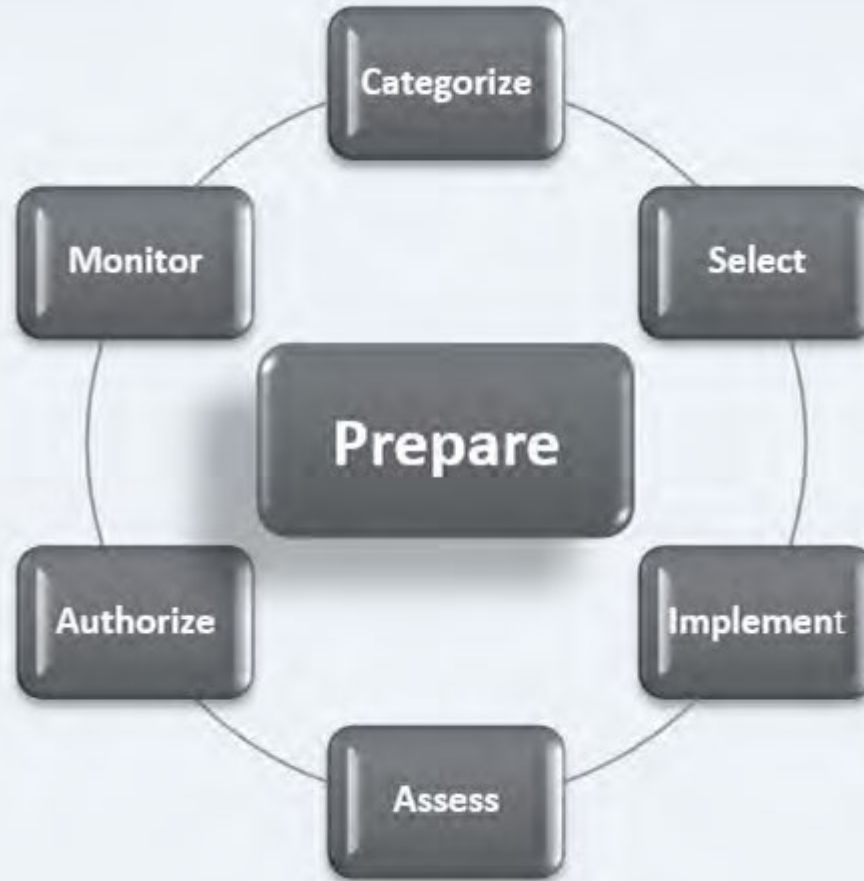 Categorize
Monitor
Select
Prepare
Authorize
Implement
Assess